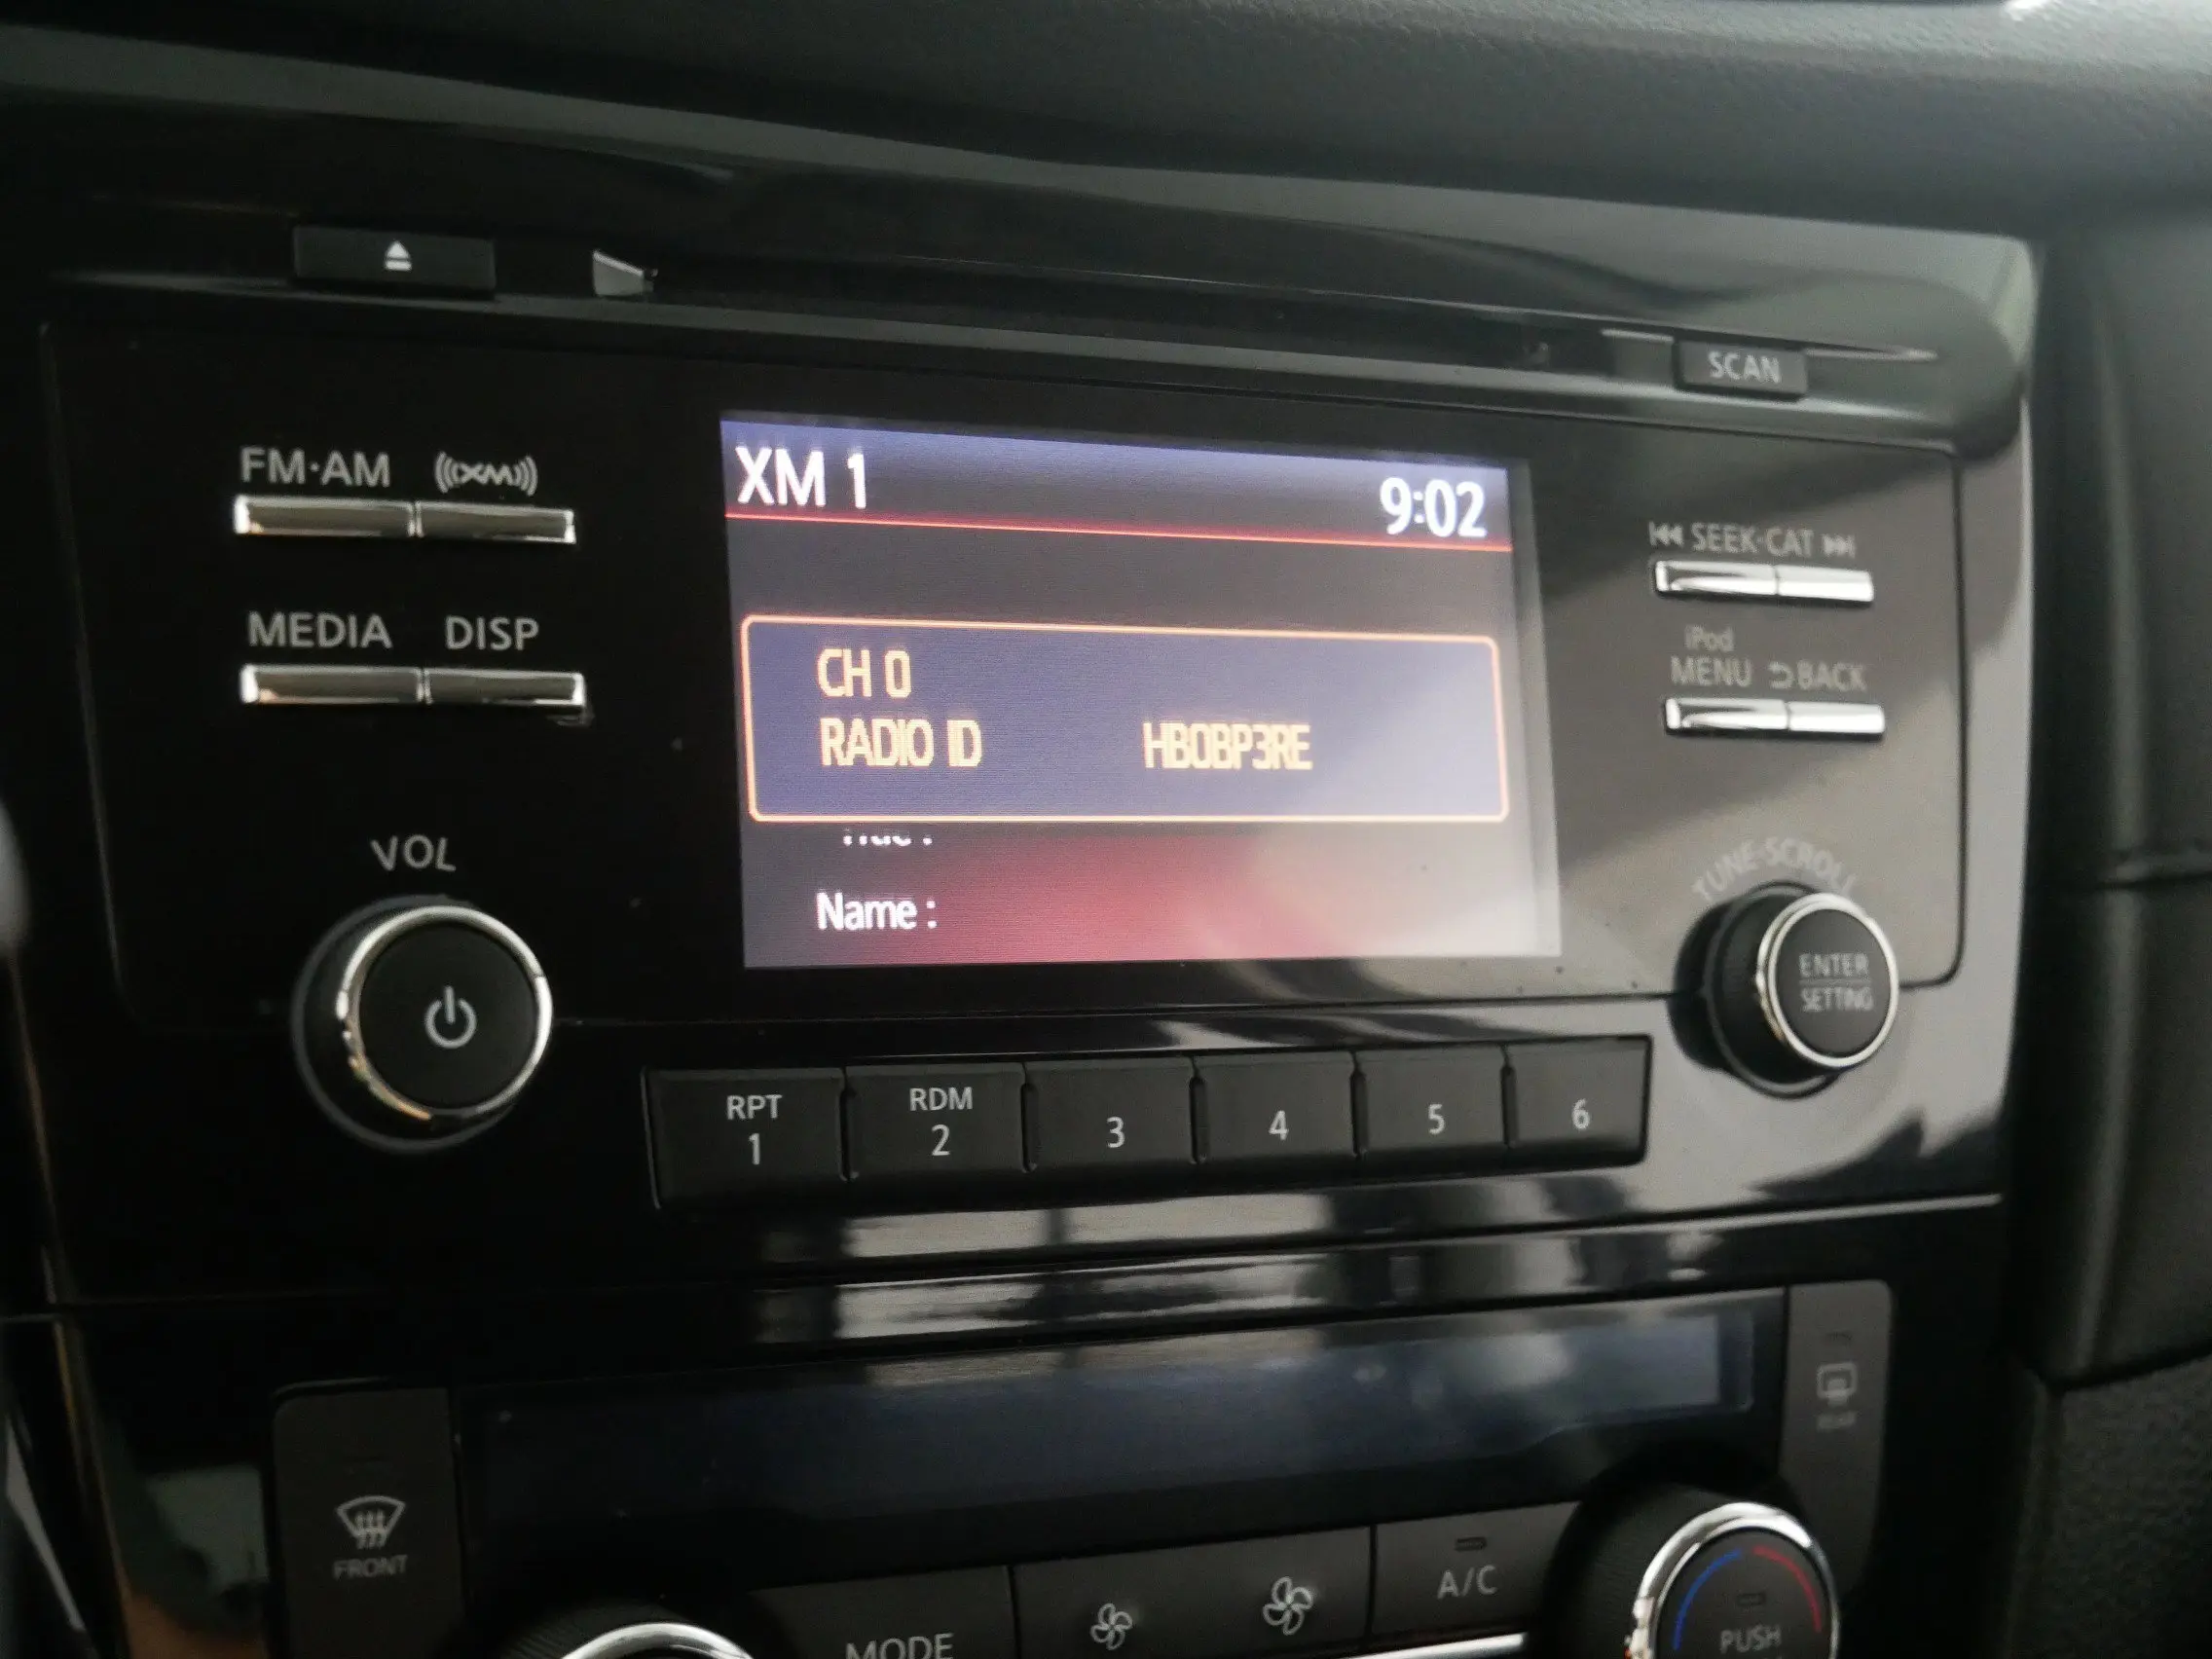 SCAN
FM·AM XM
XM 1 9:02
SEEK·CAT
MEDIA DISP
iPod
MENU BACK
CH 0
RADIO ID HB0BP3RE
VOL
TUNE·SCROLL
Name :
ENTER
SETTING
RPT
1
RDM
2
3
4
5
6
FRONT
MODE
A/C
PUSH